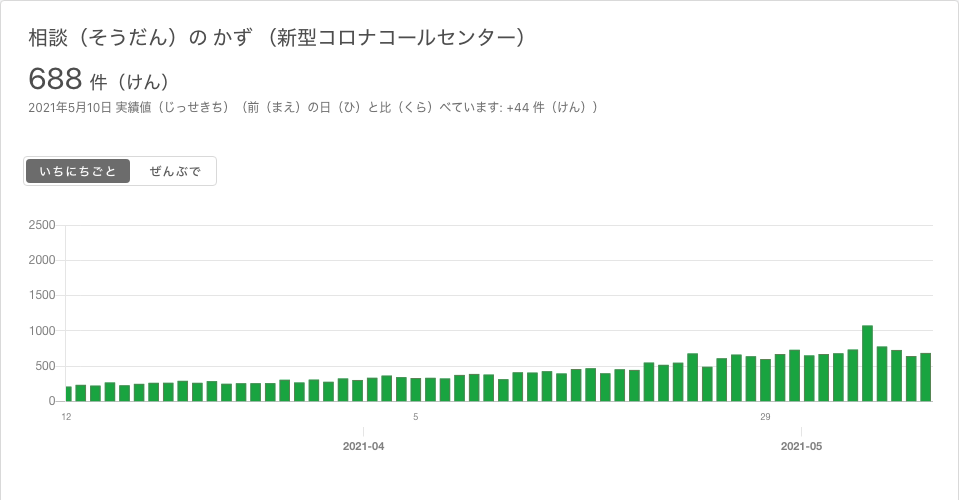 相談（そうだん）の かず （新型コロナコールセンター）
688 件（けん）
2021年5月10日 実績値（じっせきち）（前（まえ）の日（ひ）と比（くら）べています: +44 件（けん））
いちにちごと ぜんぶで
2500
2000
1500
1000
500
0
12 5 29
2021-04 2021-05